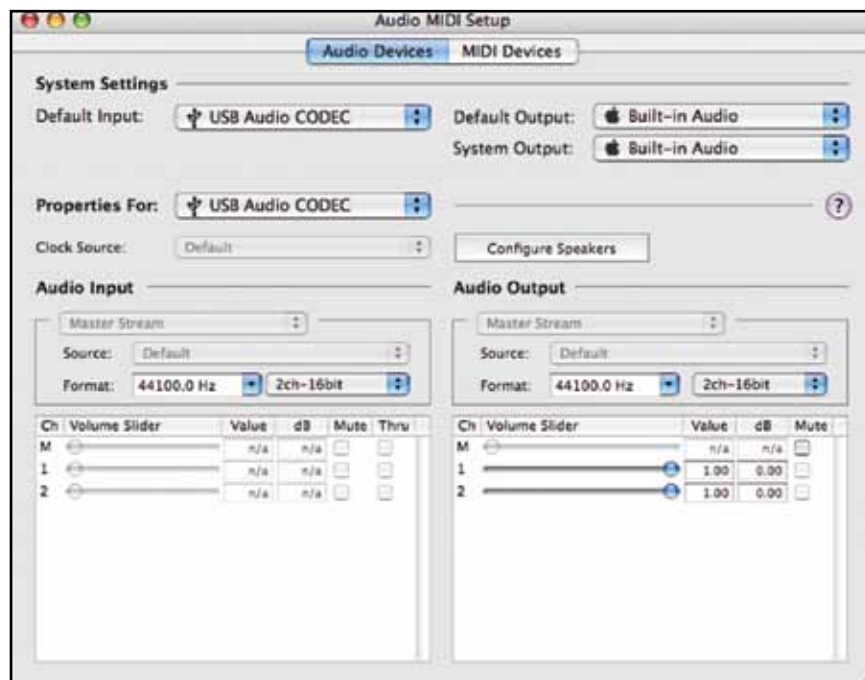 Audio MIDI Setup
Audio Devices MIDI Devices
System Settings
Default Input: USB Audio CODEC
Default Output: Built-in Audio
System Output: Built-in Audio
Properties For: USB Audio CODEC
?
Clock Source: Default
Configure Speakers
Audio Input
Master Stream
Source: Default
Format: 44100.0 Hz 2ch-16bit
Ch Volume Slider Value dB Mute Thru
M n/a n/a
1 n/a n/a
2 n/a n/a
Audio Output
Master Stream
Source: Default
Format: 44100.0 Hz 2ch-16bit
Ch Volume Slider Value dB Mute
M n/a n/a
1 1.00 0.00
2 1.00 0.00